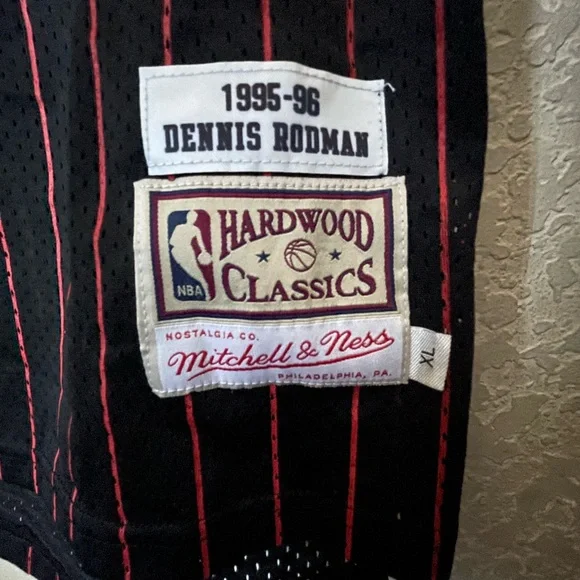 1995-96
DENNIS RODMAN
HARDWOOD
CLASSICS
NBA
NOSTALGIA CO.
Mitchell & Ness
PHILADELPHIA, PA.
XL